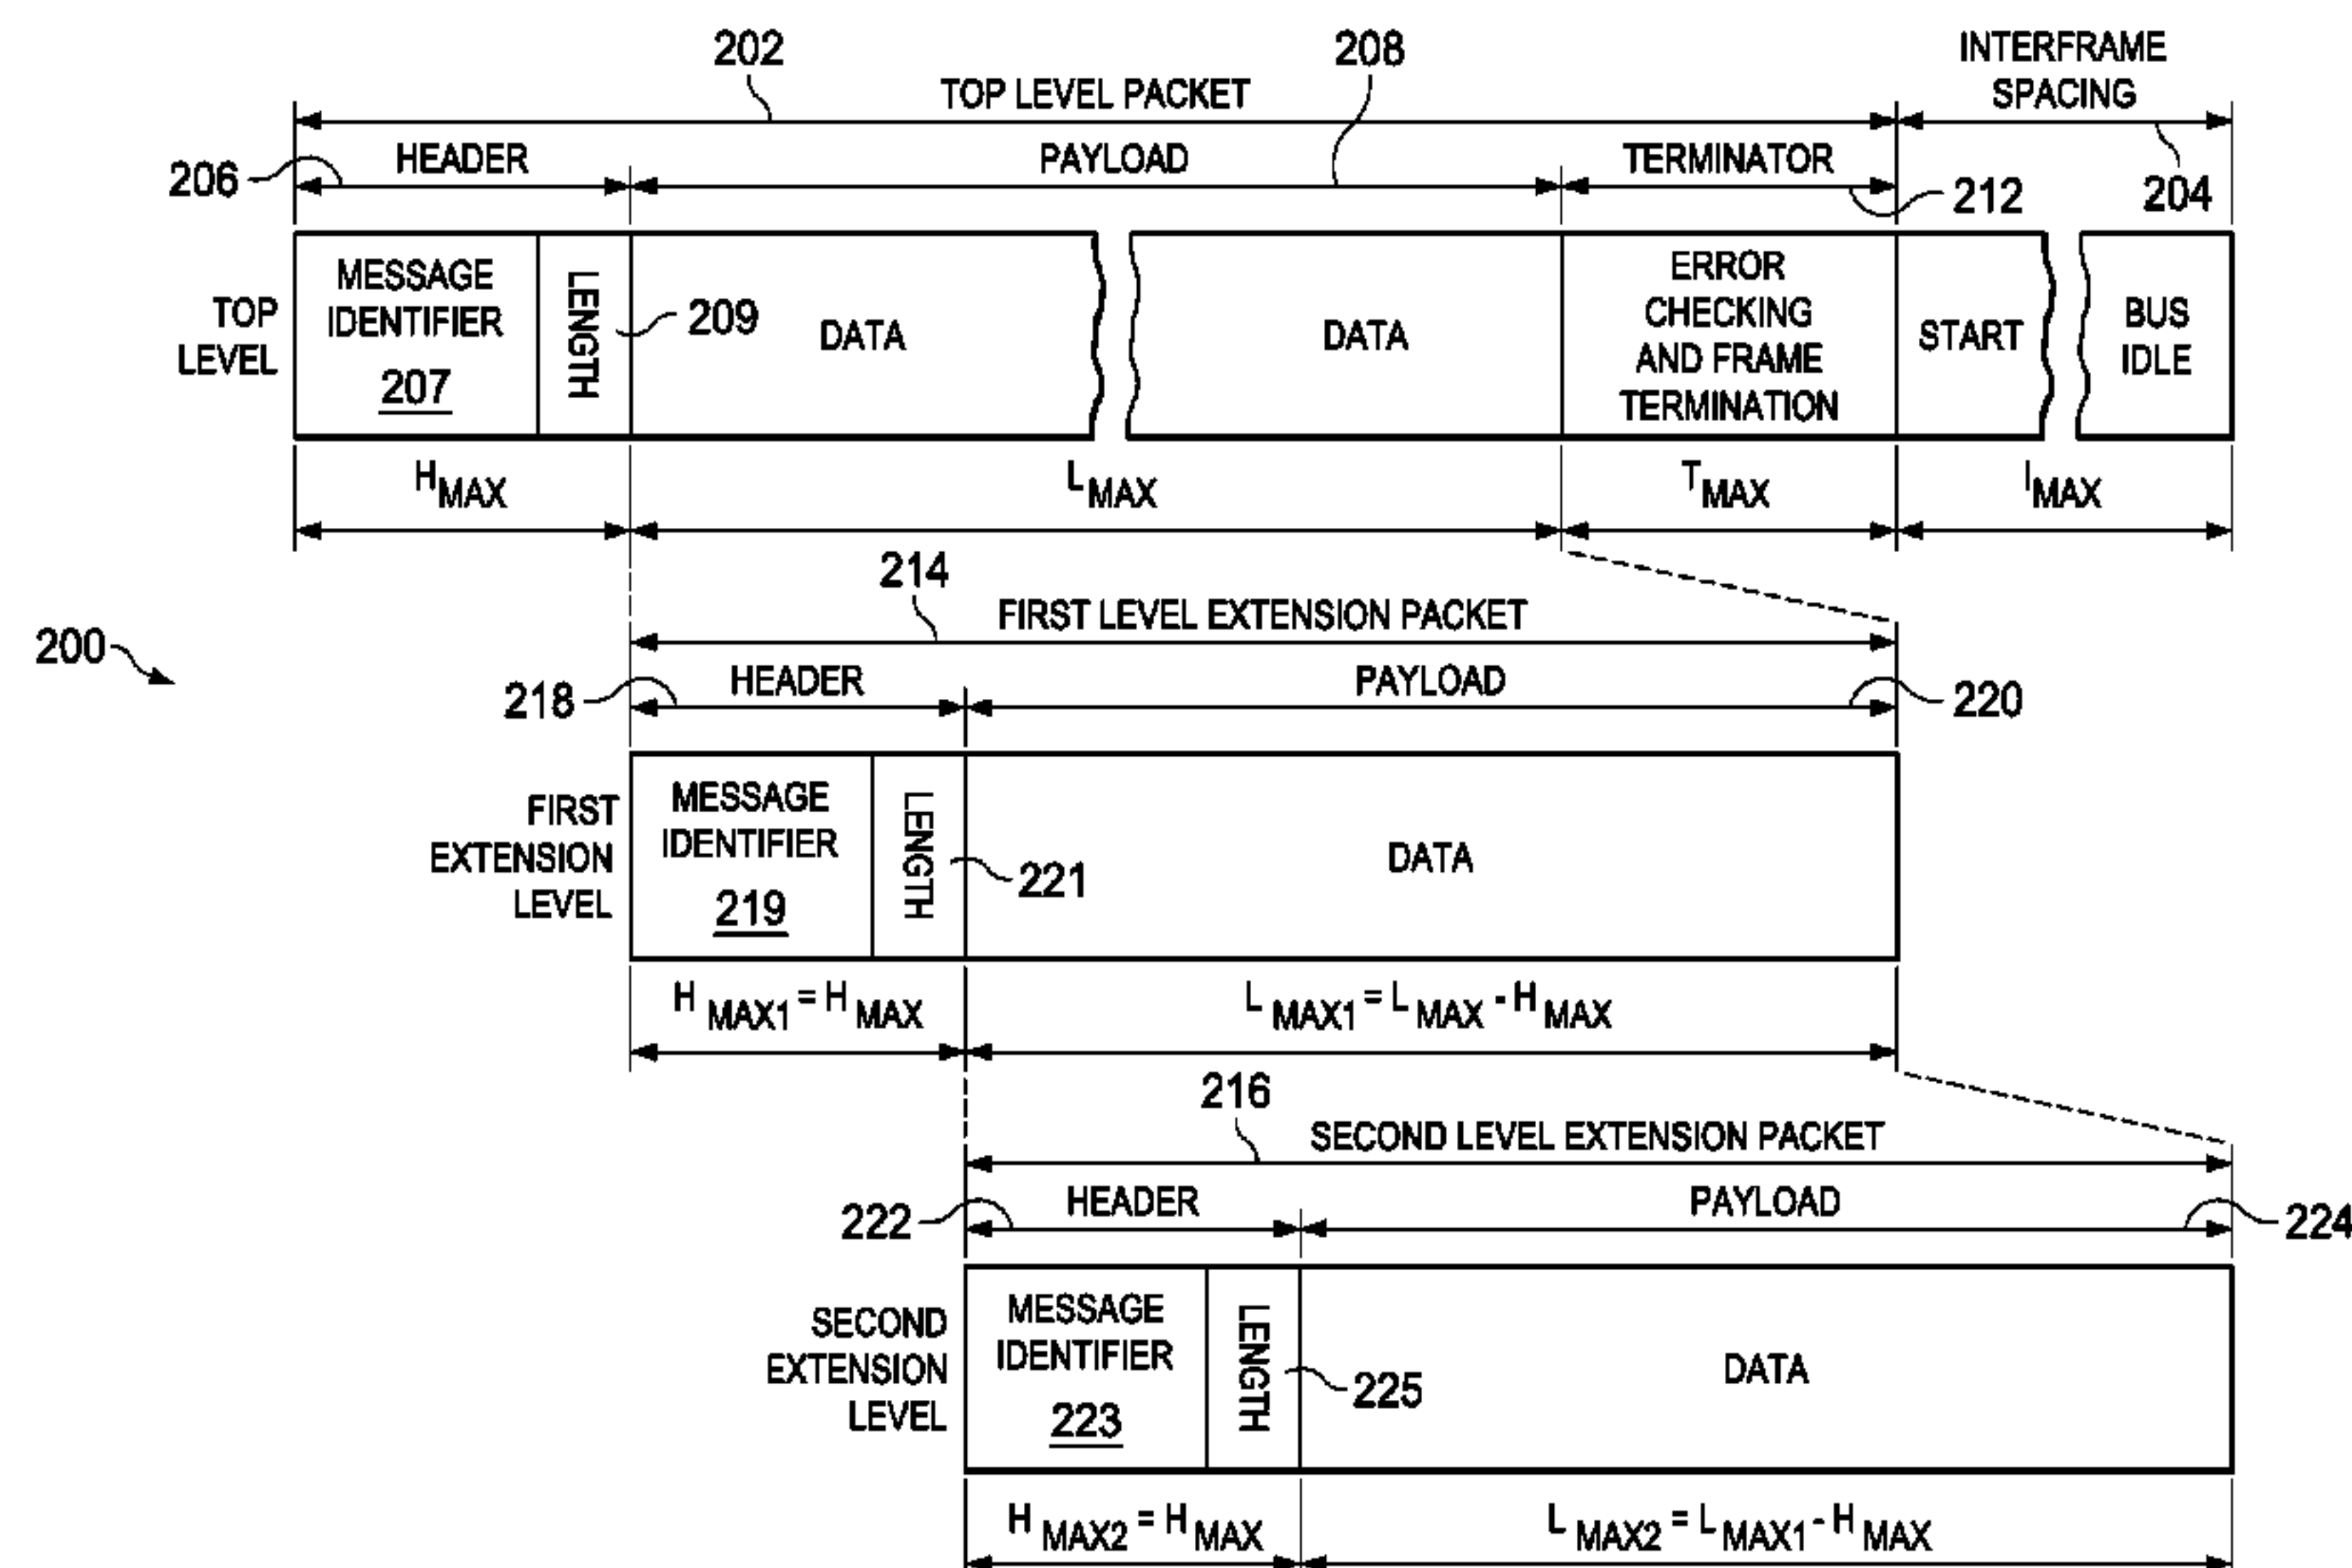 202
208
INTERFRAME
SPACING
TOP LEVEL PACKET
206
HEADER
PAYLOAD
TERMINATOR
212
204
TOP
LEVEL
MESSAGE
IDENTIFIER
207
LENGTH
209
DATA
DATA
ERROR
CHECKING
AND FRAME
TERMINATION
START
BUS
IDLE
H MAX
L MAX
T MAX
I MAX
200
214
FIRST LEVEL EXTENSION PACKET
218
HEADER
PAYLOAD
220
FIRST
EXTENSION
LEVEL
MESSAGE
IDENTIFIER
219
LENGTH
221
DATA
H MAX1 = H MAX
L MAX1 = L MAX - H MAX
216
SECOND LEVEL EXTENSION PACKET
222
HEADER
PAYLOAD
224
SECOND
EXTENSION
LEVEL
MESSAGE
IDENTIFIER
223
LENGTH
225
DATA
H MAX2 = H MAX
L MAX2 = L MAX1 - H MAX